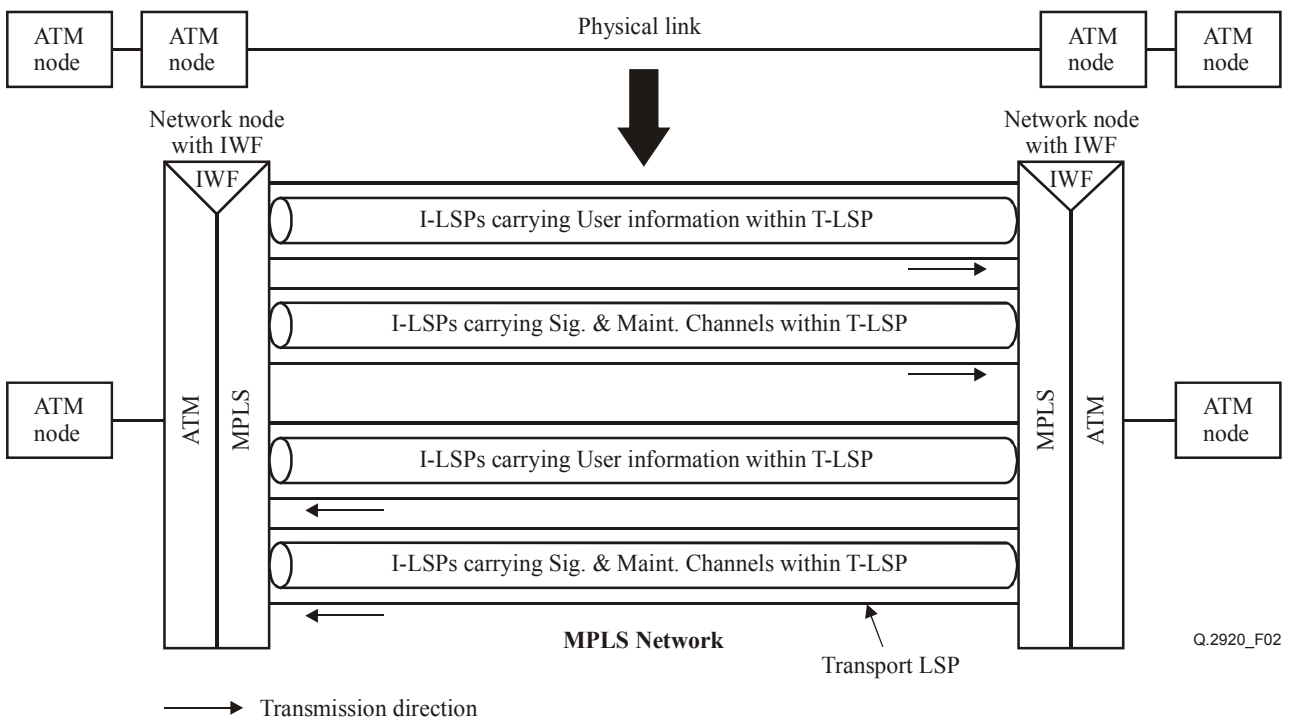 ATM
node
ATM
node
Physical link
ATM
node
ATM
node
Network node
with IWF
Network node
with IWF
IWF
IWF
I-LSPs carrying User information within T-LSP
I-LSPs carrying Sig. & Maint. Channels within T-LSP
ATM
node
ATM
MPLS
MPLS
ATM
ATM
node
I-LSPs carrying User information within T-LSP
I-LSPs carrying Sig. & Maint. Channels within T-LSP
MPLS Network
Q.2920_F02
Transport LSP
Transmission direction